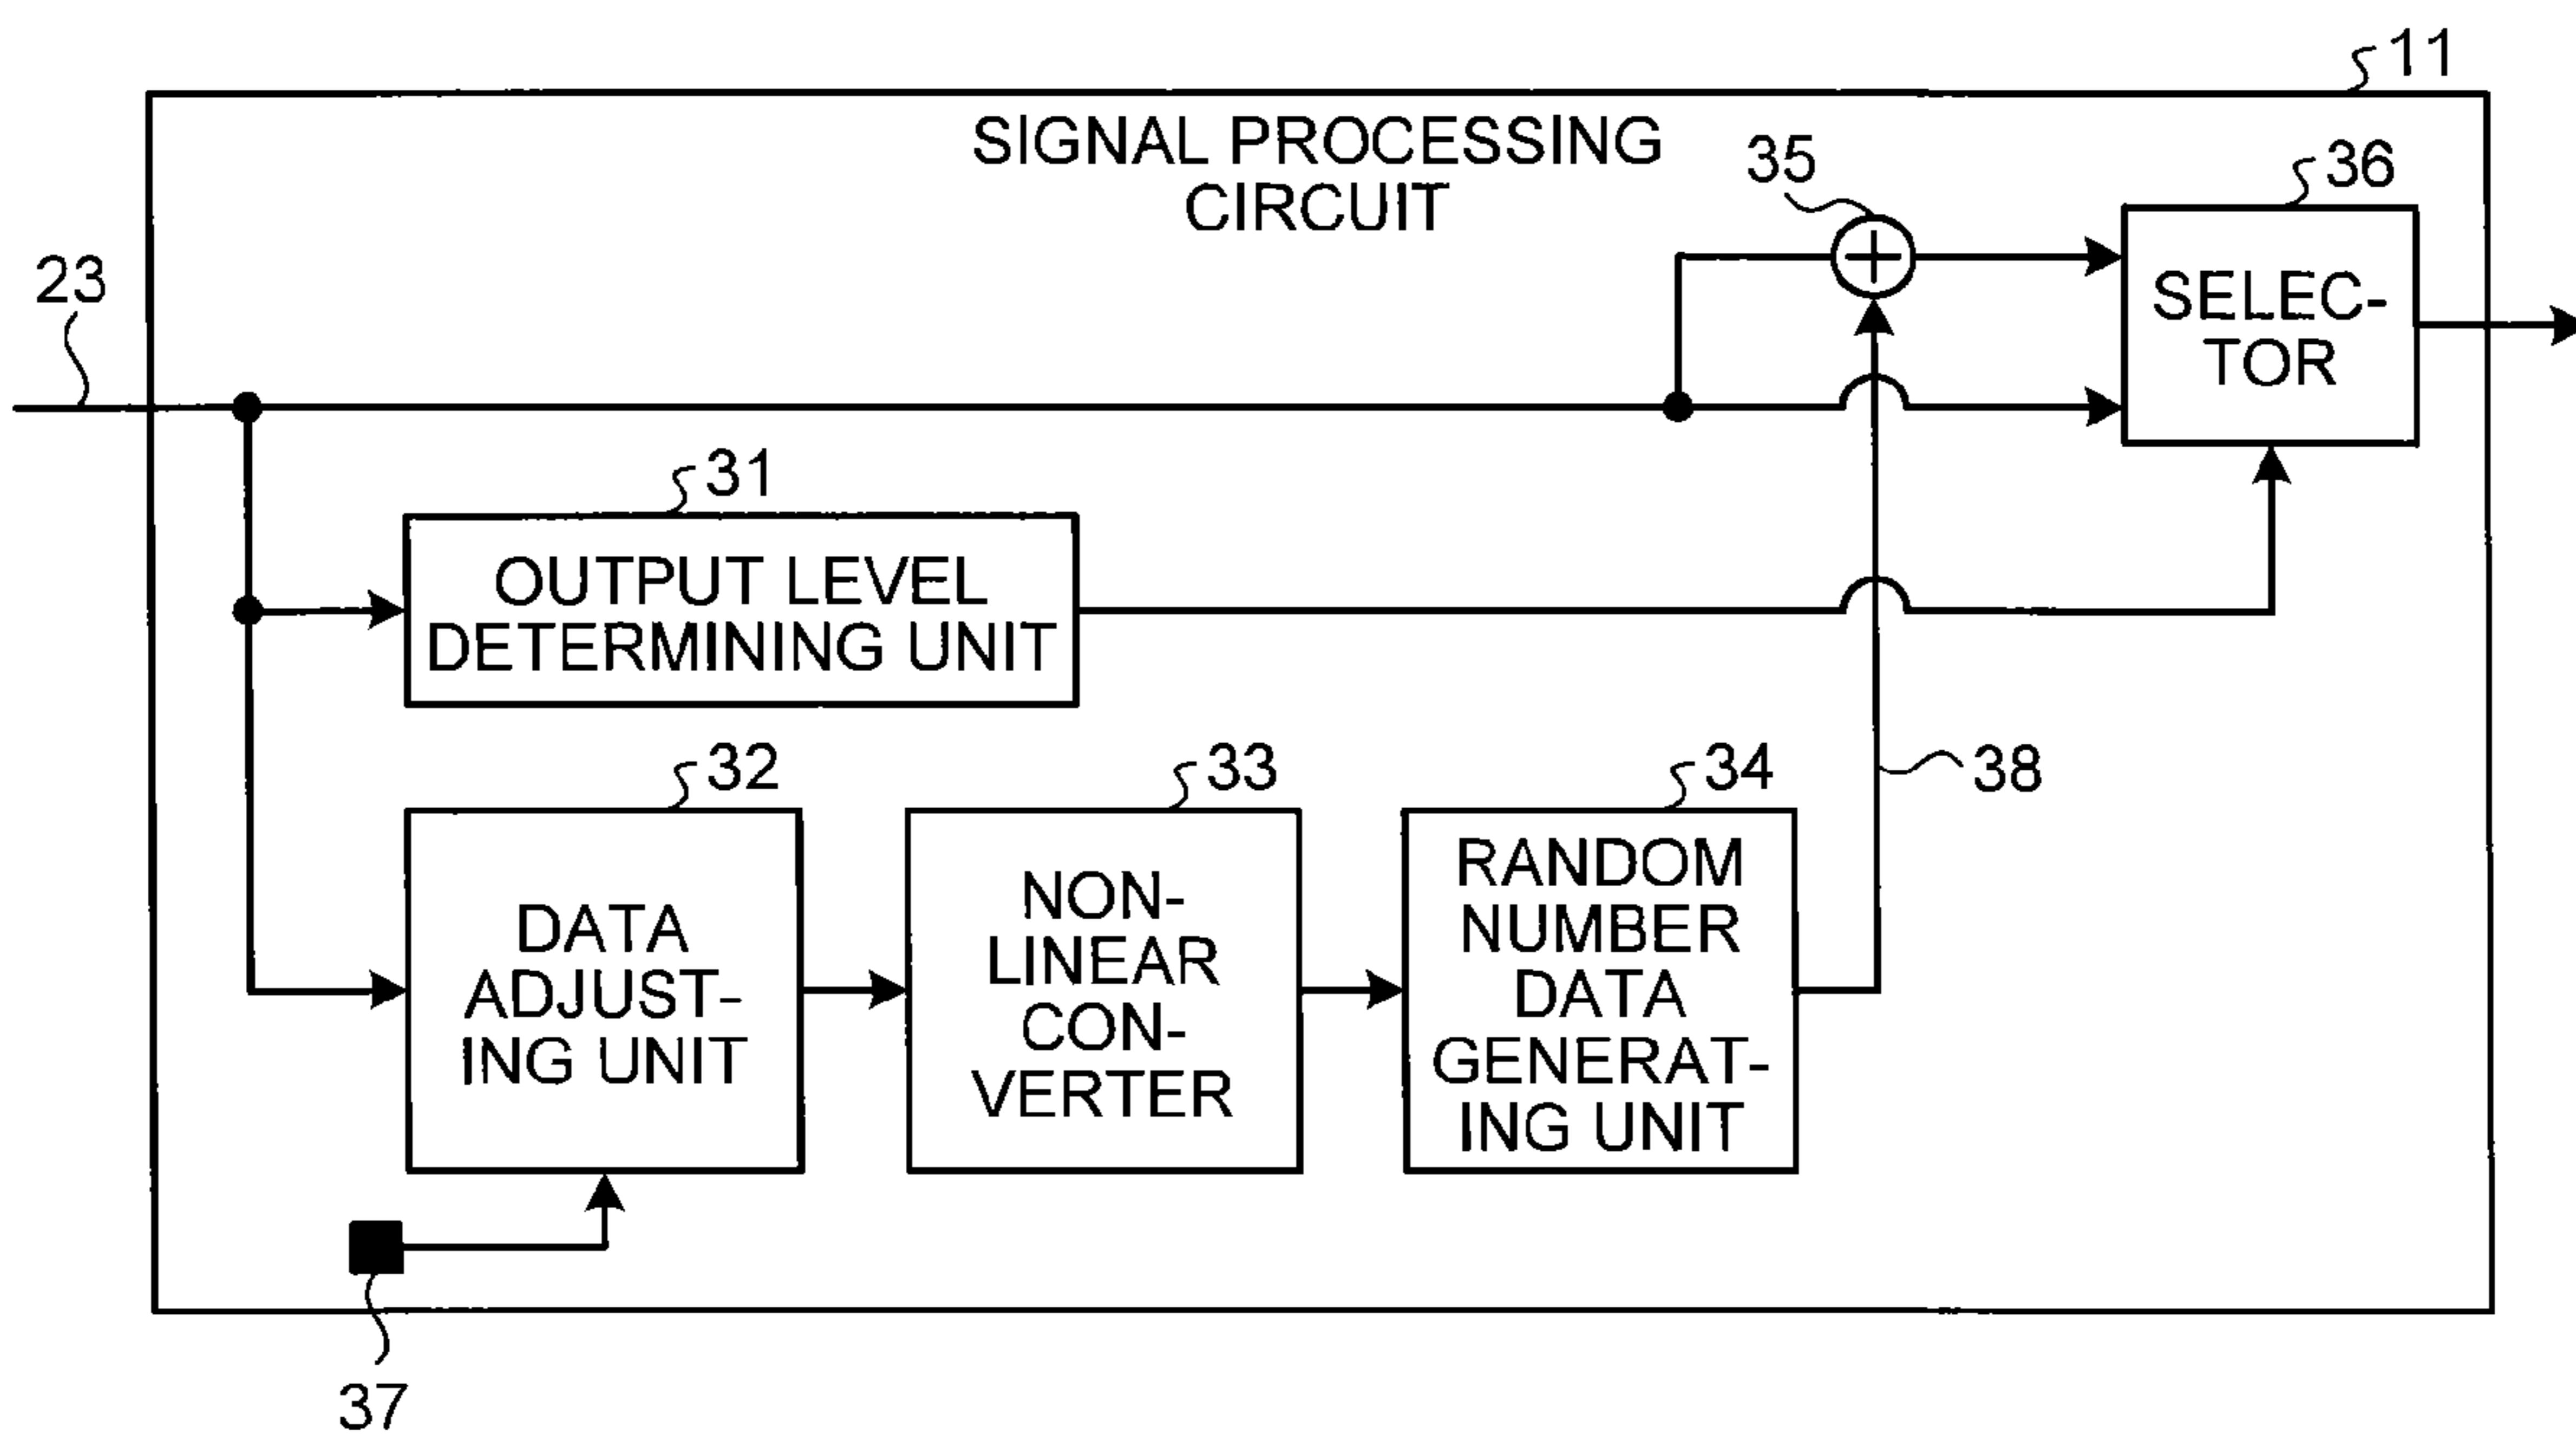 11
SIGNAL PROCESSING
CIRCUIT
35
36
23
SELEC-
TOR
31
OUTPUT LEVEL
DETERMINING UNIT
32
33
34
38
DATA
ADJUST-
ING UNIT
NON-
LINEAR
CON-
VERTER
RANDOM
NUMBER
DATA
GENERAT-
ING UNIT
37